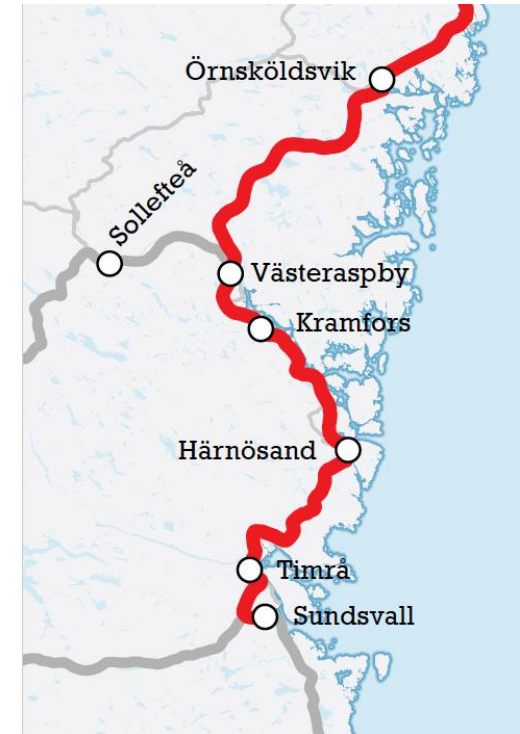 Örnsköldsvik
Sollefteå
Västeraspby
Kramfors
Härnösand
Timrå
Sundsvall